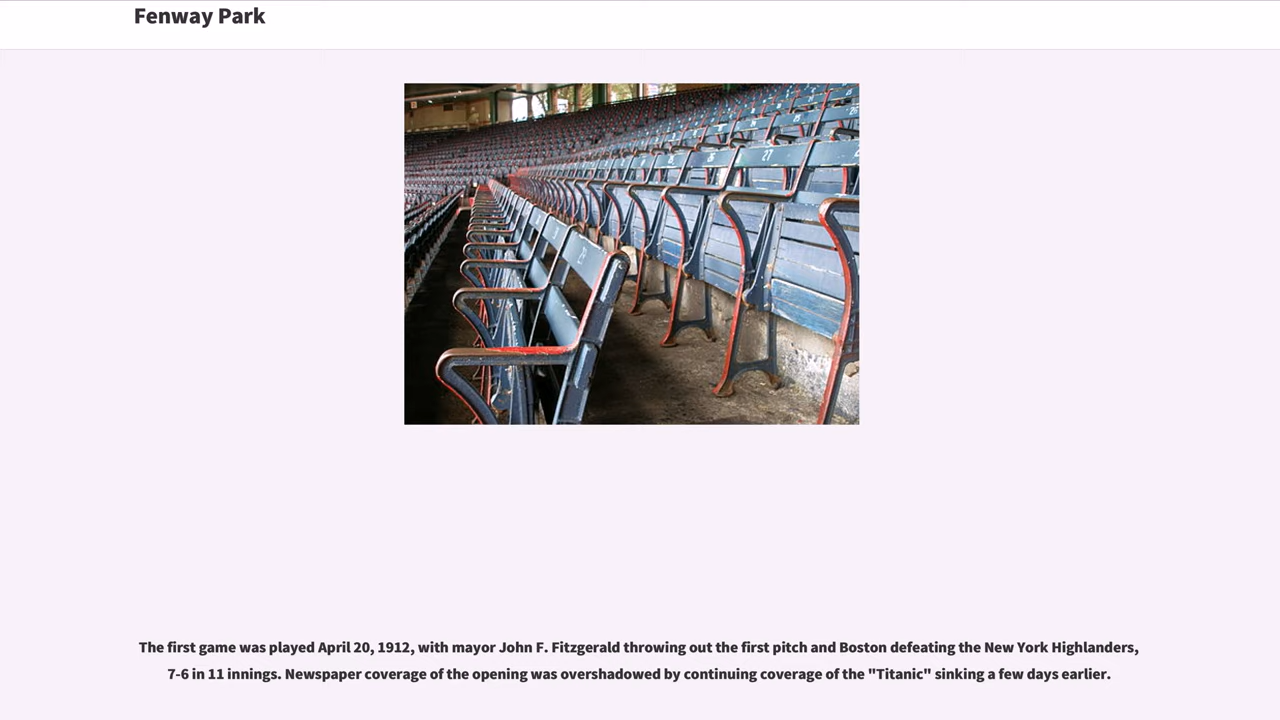 Fenway Park
27
The first game was played April 20, 1912, with mayor John F. Fitzgerald throwing out the first pitch and Boston defeating the New York Highlanders,
7-6 in 11 innings. Newspaper coverage of the opening was overshadowed by continuing coverage of the "Titanic" sinking a few days earlier.